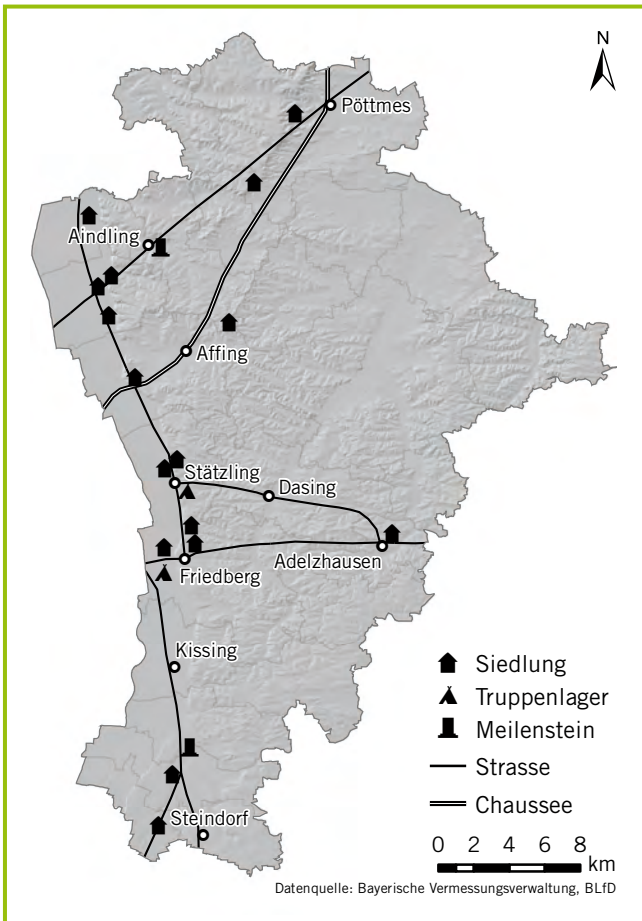 N
Pöttmes
Aindling
Affing
Stätzling
Dasing
Adelzhausen
Friedberg
Kissing
Steindorf
Siedlung
Truppenlager
Meilenstein
Strasse
Chaussee
0 2 4 6 8
km
Datenquelle: Bayerische Vermessungsverwaltung, BLfD